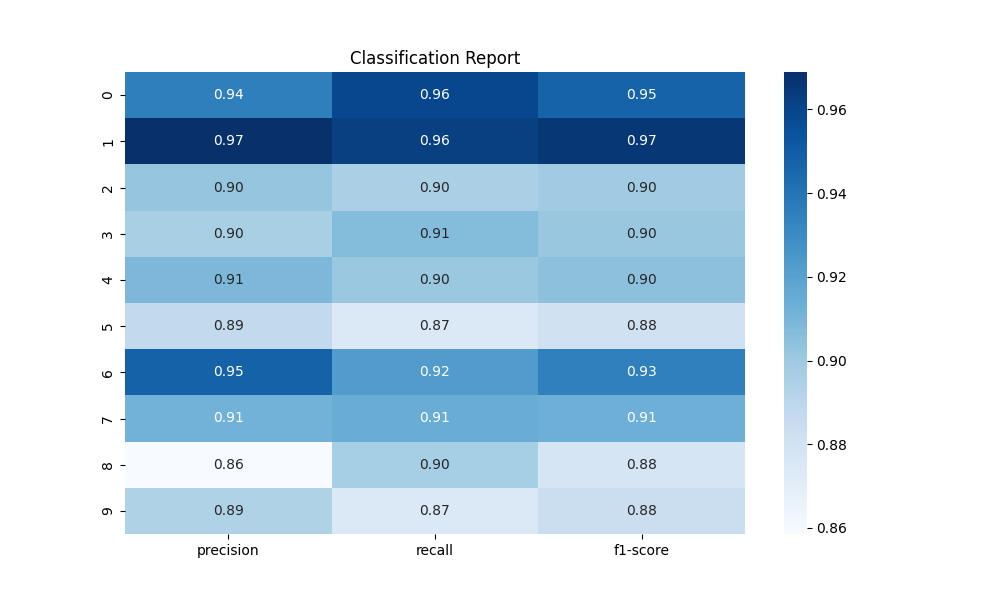 Classification Report
0 0.94 0.96 0.95
1 0.97 0.96 0.97
2 0.90 0.90 0.90
3 0.90 0.91 0.90
4 0.91 0.90 0.90
5 0.89 0.87 0.88
6 0.95 0.92 0.93
7 0.91 0.91 0.91
8 0.86 0.90 0.88
9 0.89 0.87 0.88
precision recall f1-score
0.96
0.94
0.92
0.90
0.88
0.86